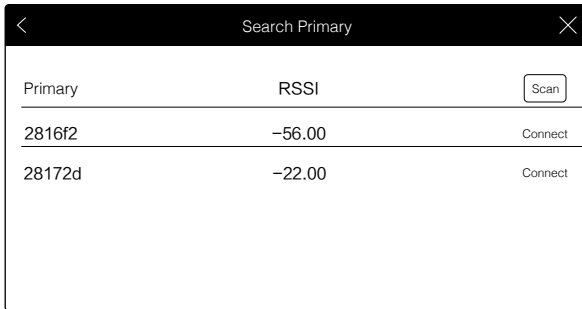 Search Primary
Primary RSSI Scan
2816f2 −56.00 Connect
28172d −22.00 Connect